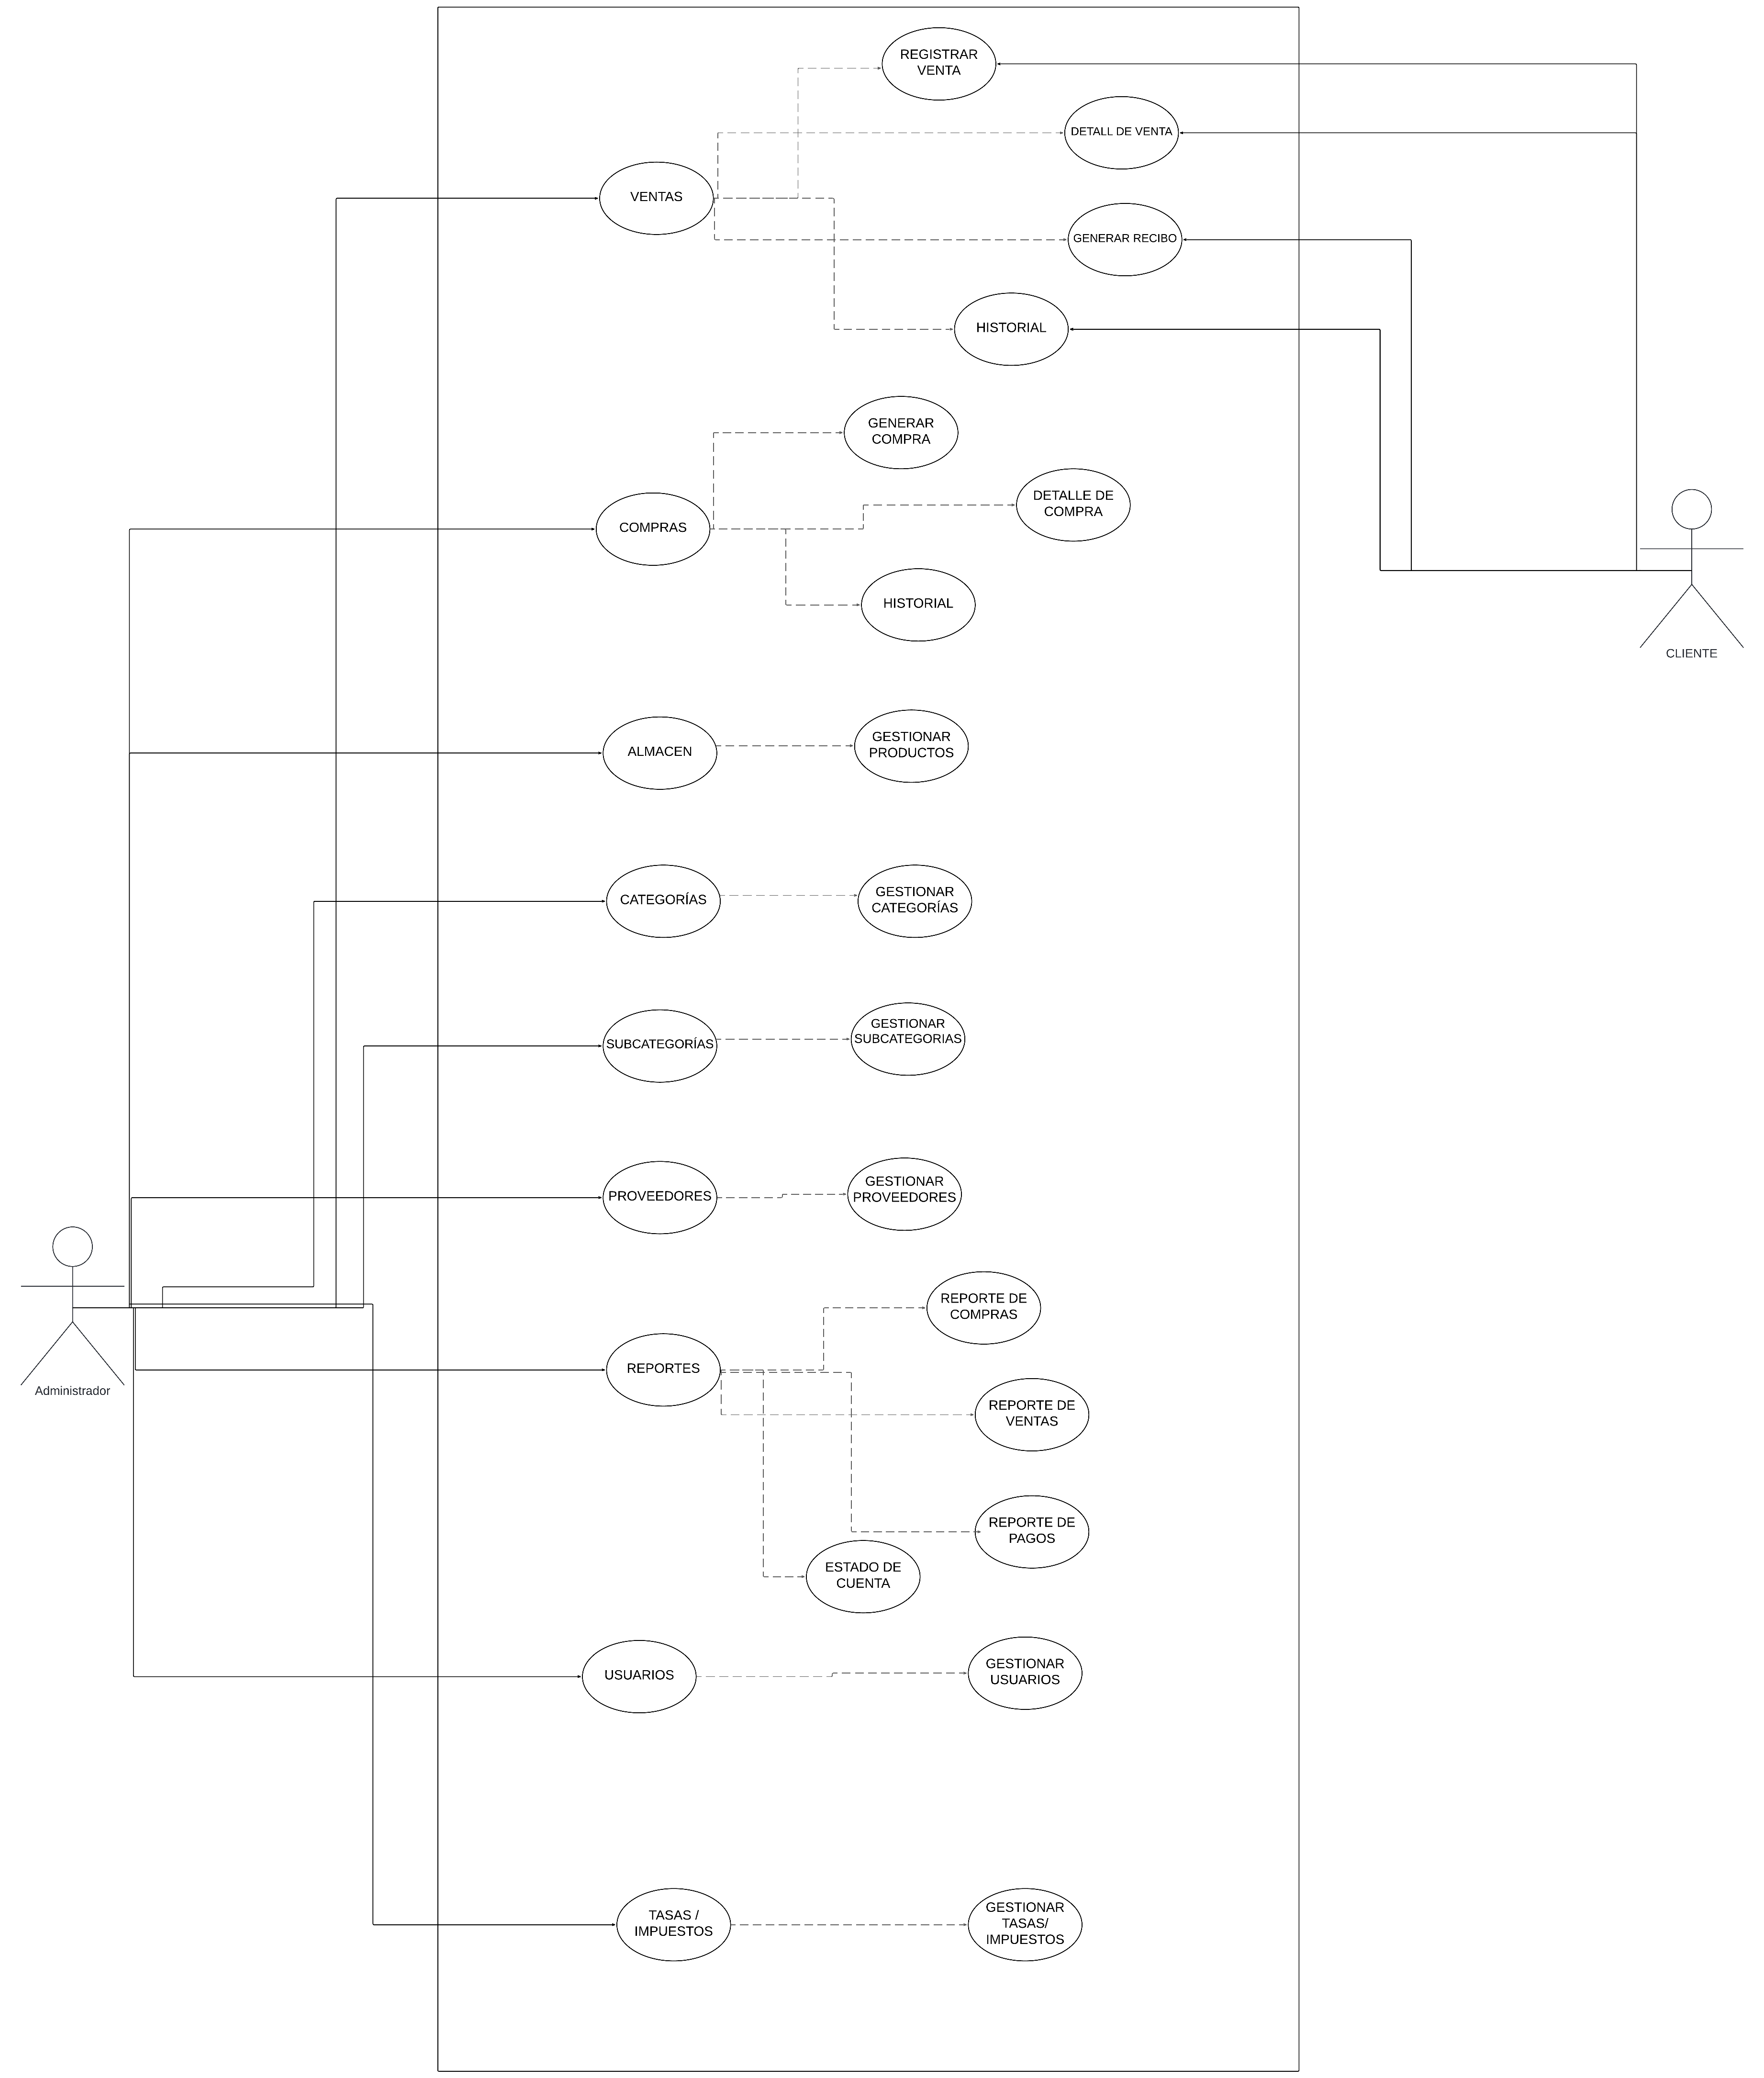 REGISTRAR
VENTA
DETALL DE VENTA
VENTAS
GENERAR RECIBO
HISTORIAL
GENERAR
COMPRA
DETALLE DE
COMPRA
COMPRAS
HISTORIAL
CLIENTE
GESTIONAR
PRODUCTOS
ALMACEN
GESTIONAR
CATEGORÍAS
CATEGORÍAS
GESTIONAR
SUBCATEGORIAS
SUBCATEGORÍAS
GESTIONAR
PROVEEDORES
PROVEEDORES
REPORTE DE
COMPRAS
REPORTES
Administrador
REPORTE DE
VENTAS
REPORTE DE
PAGOS
ESTADO DE
CUENTA
GESTIONAR
USUARIOS
USUARIOS
TASAS /
IMPUESTOS
GESTIONAR
TASAS/
IMPUESTOS